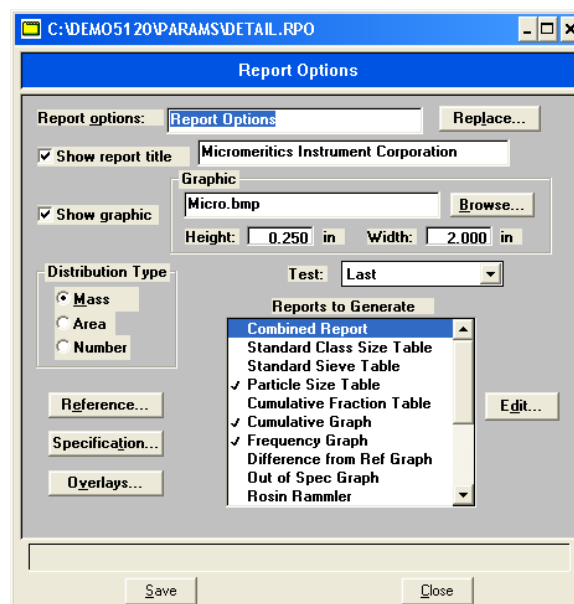 C:\DEMO5120\PARAMS\DETAIL.RPO
Report Options
Report options: Report Options Replace...
Show report title Micromeritics Instrument Corporation
Graphic
Show graphic Micro.bmp Browse...
Height: 0.250 in Width: 2.000 in
Distribution Type
Mass
Area
Number
Test: Last
Reports to Generate
Combined Report
Standard Class Size Table
Standard Sieve Table
Particle Size Table
Cumulative Fraction Table
Cumulative Graph
Frequency Graph
Difference from Ref Graph
Out of Spec Graph
Rosin Rammler
Reference...
Specification...
Overlays...
Edit...
Save Close